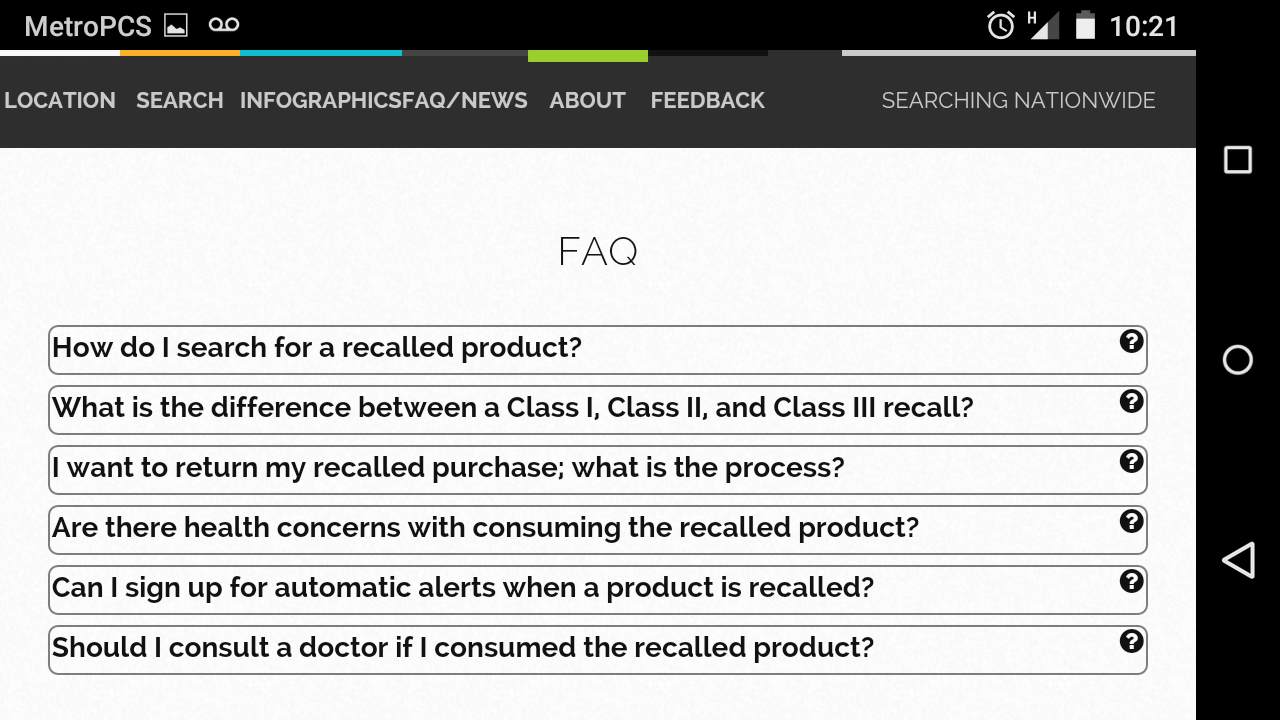 MetroPCS H 10:21
LOCATION SEARCH INFOGRAPHICSFAQ/NEWS ABOUT FEEDBACK SEARCHING NATIONWIDE
FAQ
How do I search for a recalled product? ?
What is the difference between a Class I, Class II, and Class III recall? ?
I want to return my recalled purchase; what is the process? ?
Are there health concerns with consuming the recalled product? ?
Can I sign up for automatic alerts when a product is recalled? ?
Should I consult a doctor if I consumed the recalled product? ?